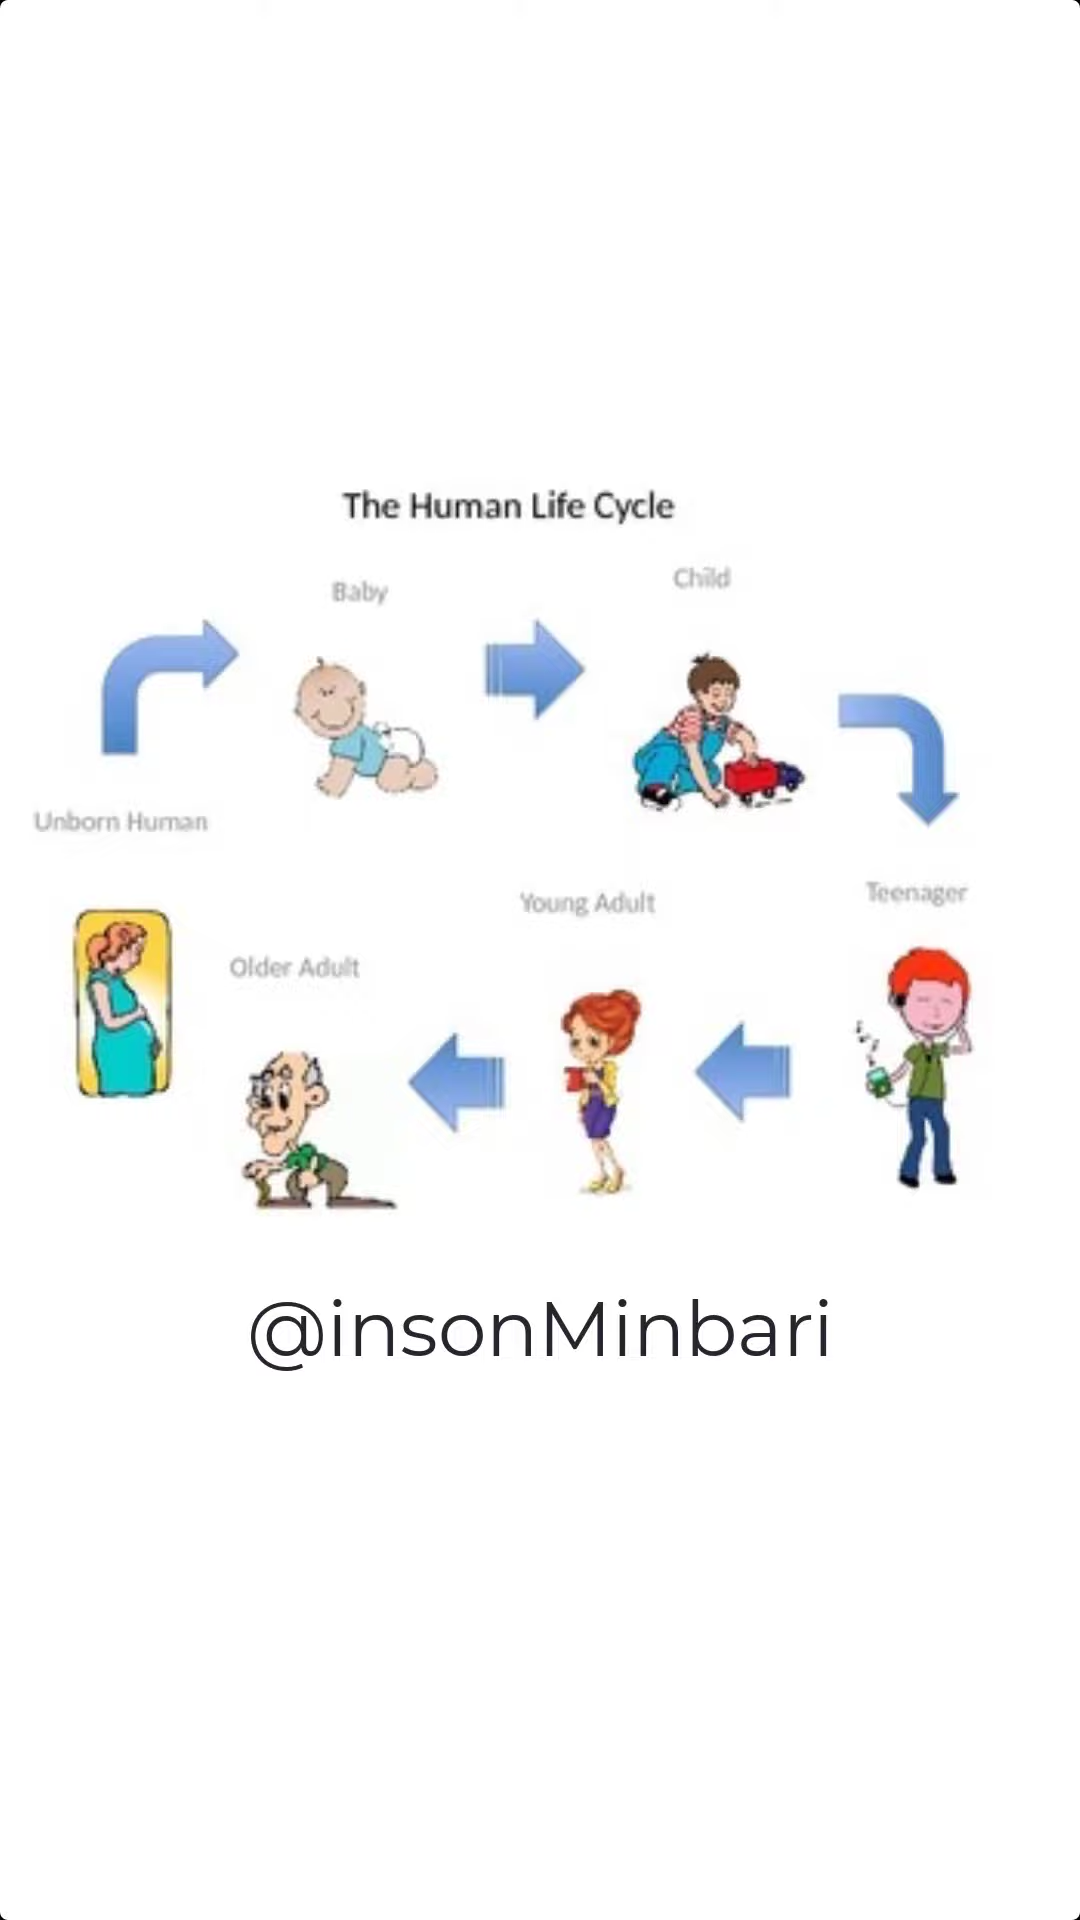 The Human Life Cycle
Baby
Child
Unborn Human
Teenager
Young Adult
Older Adult
@insonMinbari